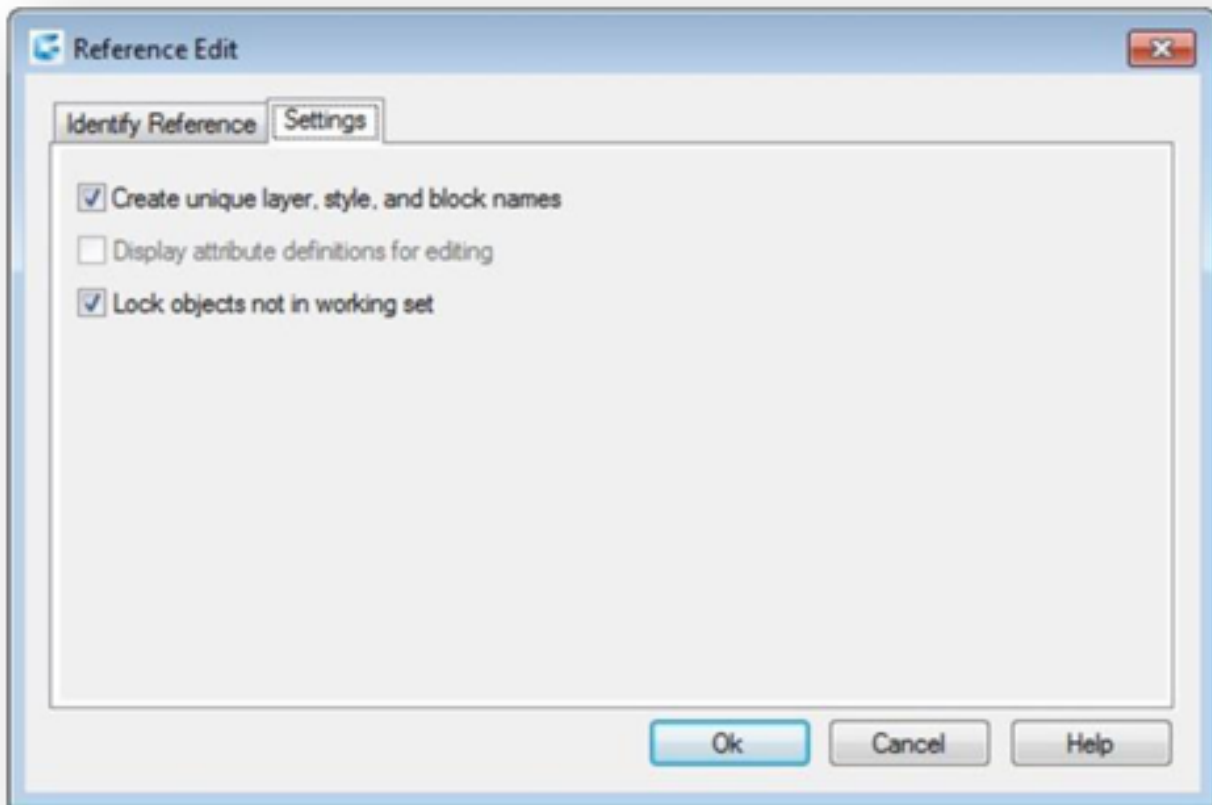 Reference Edit
Identify Reference
Settings
Create unique layer, style, and block names
Display attribute definitions for editing
Lock objects not in working set
Ok
Cancel
Help